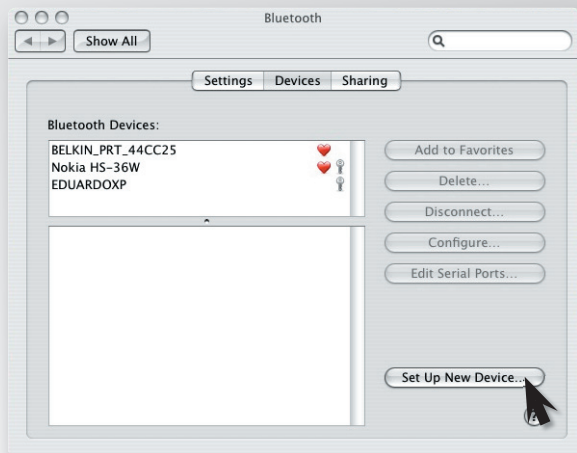 Bluetooth
Show All
Settings Devices Sharing
Bluetooth Devices:
BELKIN_PRT_44CC25
Nokia HS-36W
EDUARDOXP
Add to Favorites
Delete...
Disconnect...
Configure...
Edit Serial Ports...
Set Up New Device...